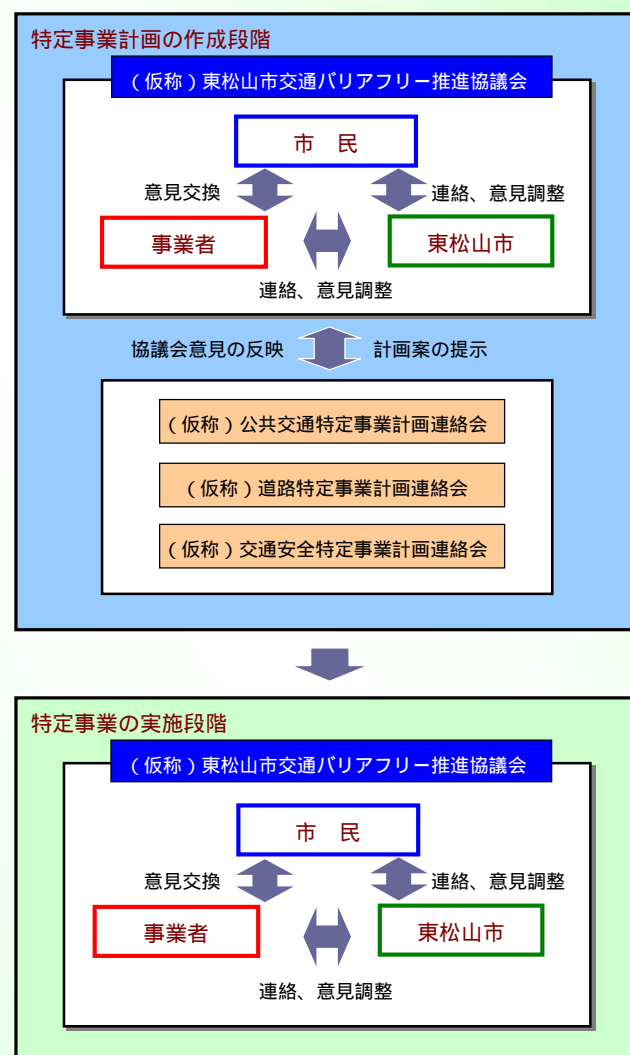 特定事業計画の作成段階
（仮称）東松山市交通バリアフリー推進協議会
市　民
意見交換
連絡、意見調整
事業者
東松山市
連絡、意見調整
協議会意見の反映
計画案の提示
（仮称）公共交通特定事業計画連絡会
（仮称）道路特定事業計画連絡会
（仮称）交通安全特定事業計画連絡会
特定事業の実施段階
（仮称）東松山市交通バリアフリー推進協議会
市　民
意見交換
連絡、意見調整
事業者
東松山市
連絡、意見調整